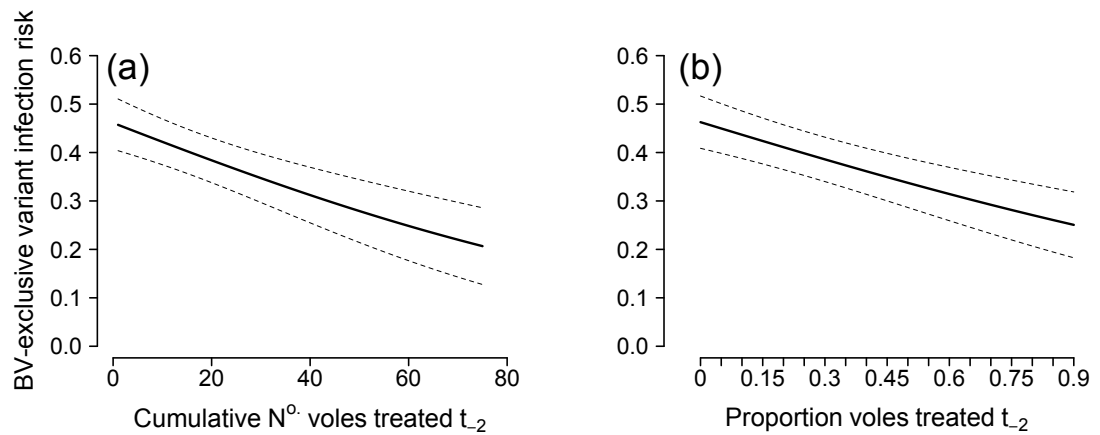 BV-exclusive variant infection risk
(a)
0.6
0.5
0.4
0.3
0.2
0.1
0.0
0 20 40 60 80
Cumulative Nº. voles treated t₋₂
(b)
0.6
0.5
0.4
0.3
0.2
0.1
0.0
0 0.15 0.3 0.45 0.6 0.75 0.9
Proportion voles treated t₋₂